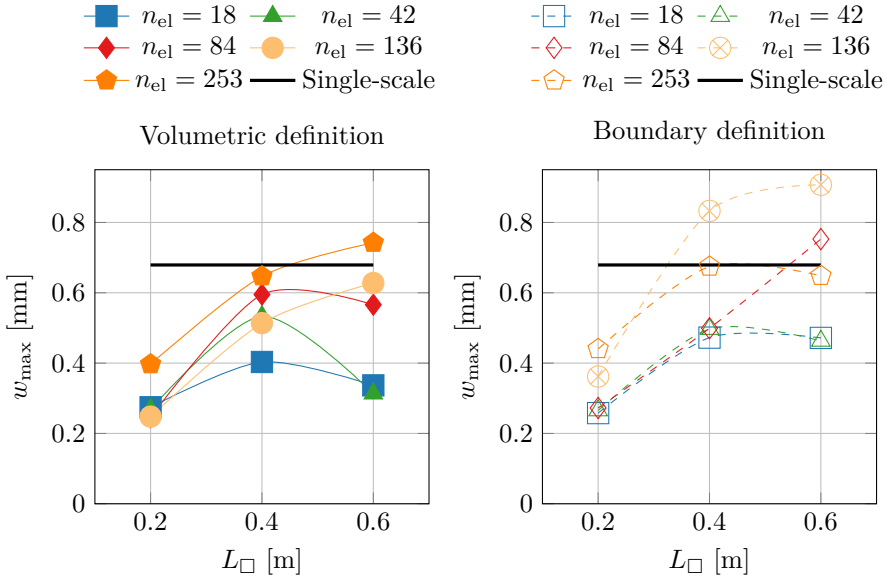 n_el = 18
n_el = 42
n_el = 84
n_el = 136
n_el = 253
Single-scale
Volumetric definition
0.8
0.6
0.4
0.2
0
w_max [mm]
0.2
0.4
0.6
L_□ [m]
n_el = 18
n_el = 42
n_el = 84
n_el = 136
n_el = 253
Single-scale
Boundary definition
0.8
0.6
0.4
0.2
0
w_max [mm]
0.2
0.4
0.6
L_□ [m]